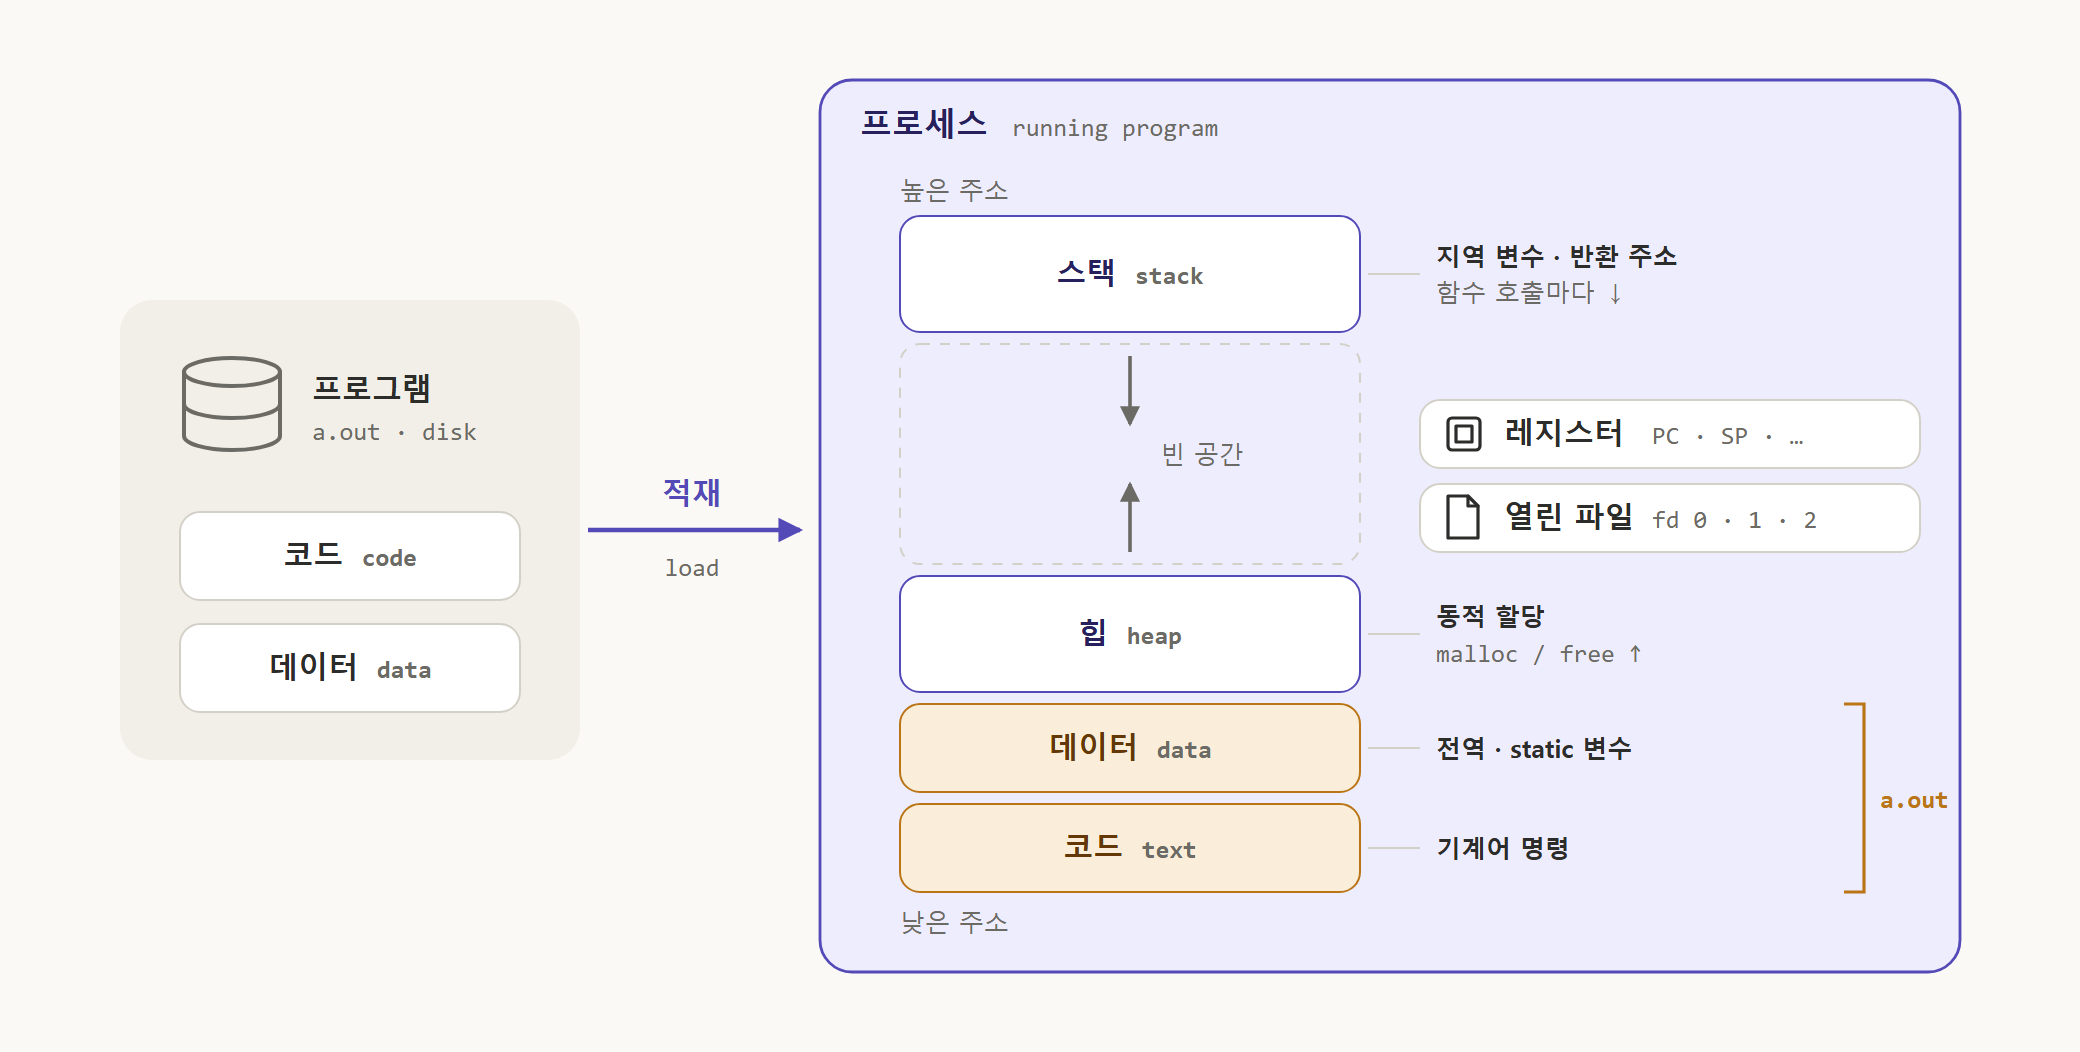 프로그램
a.out · disk
코드 code
데이터 data
적재
load
프로세스 running program
높은 주소
스택 stack
지역 변수 · 반환 주소
함수 호출마다 ↓
빈 공간
레지스터 PC · SP · …
열린 파일 fd 0 · 1 · 2
힙 heap
동적 할당
malloc / free ↑
데이터 data
전역 · static 변수
a.out
코드 text
기계어 명령
낮은 주소